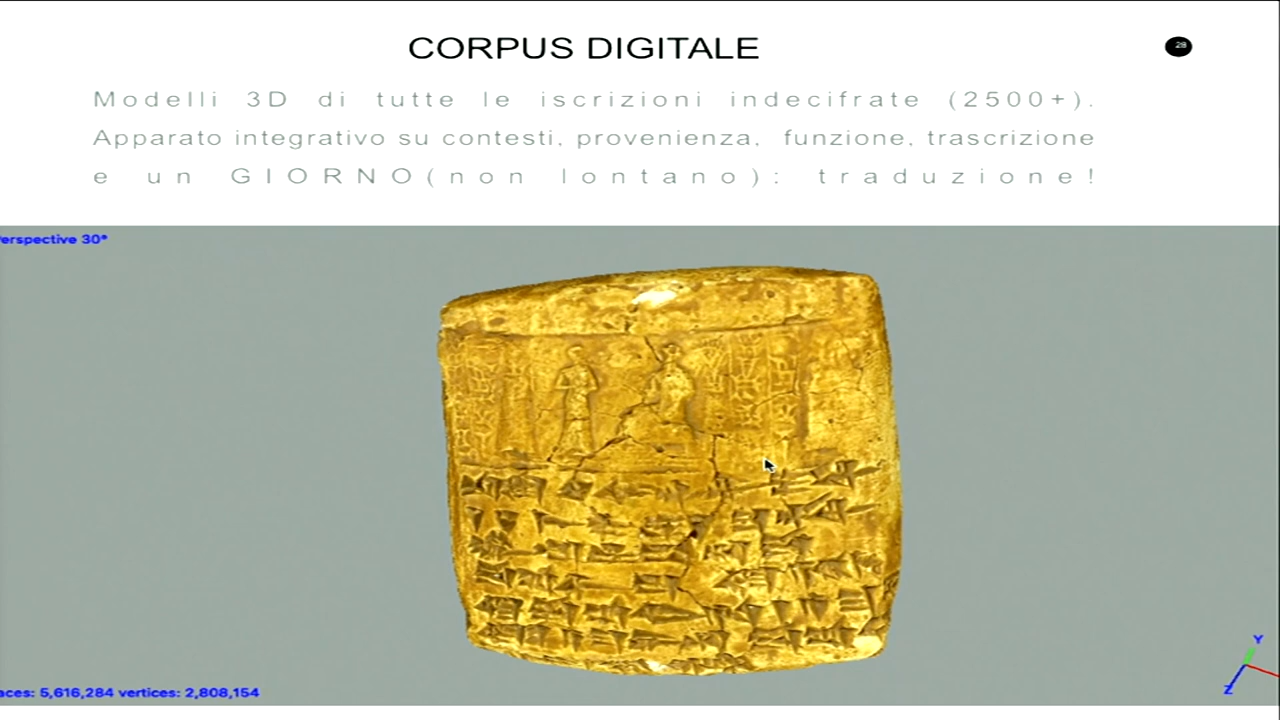 CORPUS DIGITALE
28
Modelli 3D di tutte le iscrizioni indecifrate (2500+).
Apparato integrativo su contesti, provenienza, funzione, trascrizione
e un GIORNO(non lontano): traduzione!
erspective 30°
aces: 5,616,284 vertices: 2,808,154
Y
Z